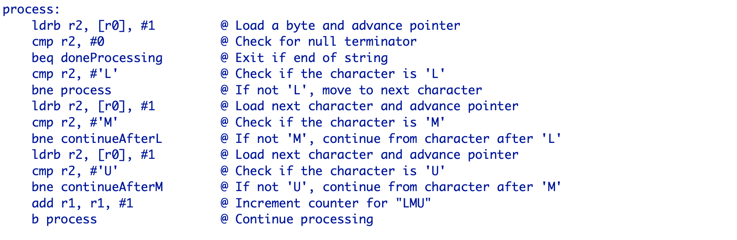 process:
    ldrb r2, [r0], #1         @ Load a byte and advance pointer
    cmp r2, #0                @ Check for null terminator
    beq doneProcessing        @ Exit if end of string
    cmp r2, #'L'              @ Check if the character is 'L'
    bne process               @ If not 'L', move to next character
    ldrb r2, [r0], #1         @ Load next character and advance pointer
    cmp r2, #'M'              @ Check if the character is 'M'
    bne continueAfterL        @ If not 'M', continue from character after 'L'
    ldrb r2, [r0], #1         @ Load next character and advance pointer
    cmp r2, #'U'              @ Check if the character is 'U'
    bne continueAfterM        @ If not 'U', continue from character after 'M'
    add r1, r1, #1            @ Increment counter for "LMU"
    b process                 @ Continue processing